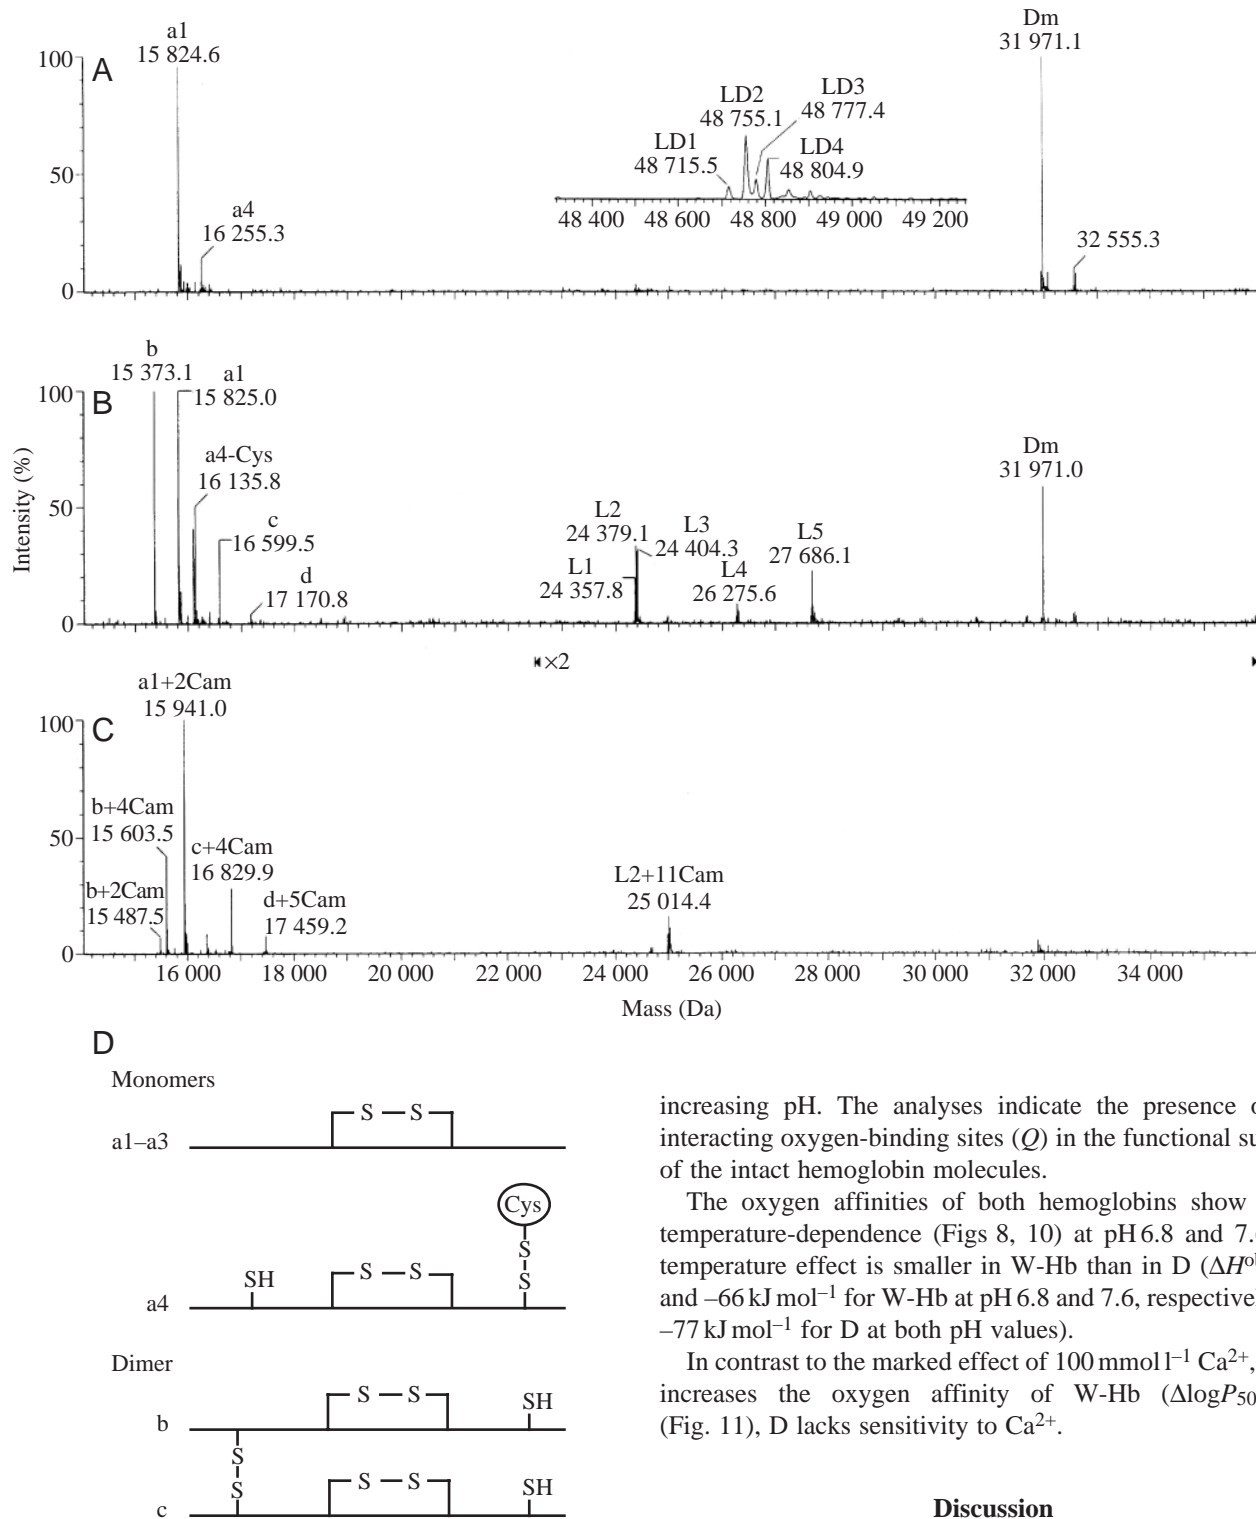 A
100
50
0
a1
15 824.6
a4
16 255.3
LD1
48 715.5
LD2
48 755.1
LD3
48 777.4
LD4
48 804.9
48 400 48 600 48 800 49 000 49 200
Dm
31 971.1
32 555.3
B
100
50
0
Intensity (%)
b
15 373.1
a1
15 825.0
a4-Cys
16 135.8
c
16 599.5
d
17 170.8
L1
24 357.8
L2
24 379.1
L3
24 404.3
L4
26 275.6
L5
27 686.1
Dm
31 971.0
×2
C
100
50
0
a1+2Cam
15 941.0
b+4Cam
15 603.5
b+2Cam
15 487.5
c+4Cam
16 829.9
d+5Cam
17 459.2
L2+11Cam
25 014.4
16 000 18 000 20 000 22 000 24 000 26 000 28 000 30 000 32 000 34 000
Mass (Da)
D
Monomers
a1–a3
S S
a4
SH
S S
Cys
S
S
Dimer
b
S S
SH
S
S
c
S S
SH
increasing pH. The analyses indicate the presence
interacting oxygen-binding sites (Q) in the functional
of the intact hemoglobin molecules.
The oxygen affinities of both hemoglobins show
temperature-dependence (Figs 8, 10) at pH 6.8 and
temperature effect is smaller in W-Hb than in D
and –66 kJ mol⁻¹ for W-Hb at pH 6.8 and 7.6,
–77 kJ mol⁻¹ for D at both pH values).
In contrast to the marked effect of 100 mmol l⁻¹ Ca²⁺,
increases the oxygen affinity of W-Hb (ΔlogP₅₀
(Fig. 11), D lacks sensitivity to Ca²⁺.
Discussion